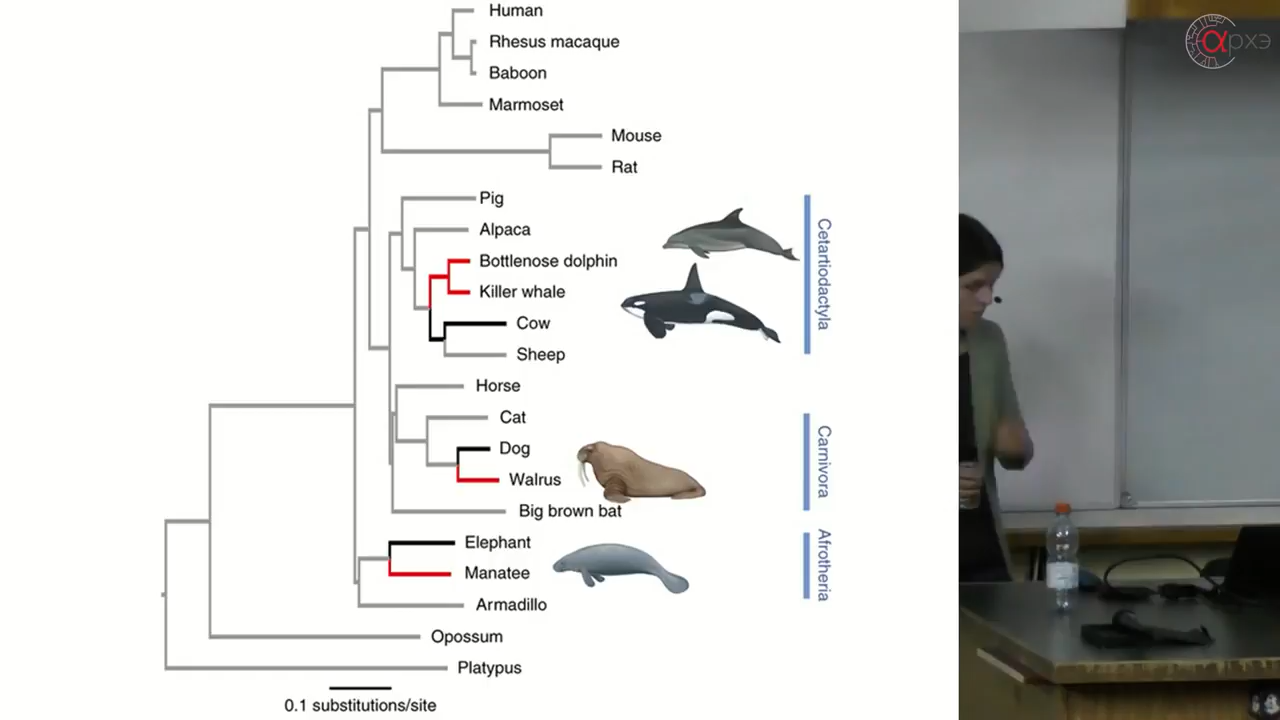 Human
Rhesus macaque
Baboon
Marmoset
Mouse
Rat
Pig
Alpaca
Bottlenose dolphin
Killer whale
Cow
Sheep
Cetartiodactyla
Horse
Cat
Dog
Walrus
Big brown bat
Carnivora
Elephant
Manatee
Armadillo
Afrotheria
Opossum
Platypus
0.1 substitutions/site
αрхэ